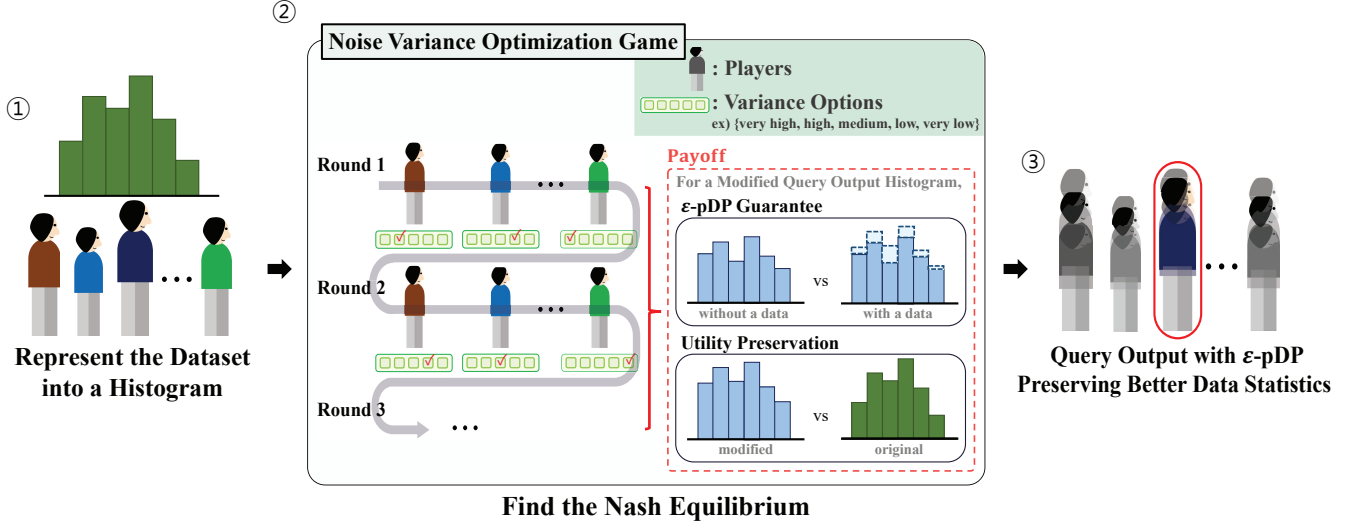 ①
Represent the Dataset
into a Histogram
②
Noise Variance Optimization Game
: Players
: Variance Options
ex) {very high, high, medium, low, very low}
Round 1
...
Round 2
...
Round 3
...
Payoff
For a Modified Query Output Histogram,
ε-pDP Guarantee
vs
without a data
with a data
Utility Preservation
vs
modified
original
Find the Nash Equilibrium
③
Query Output with ε-pDP
Preserving Better Data Statistics